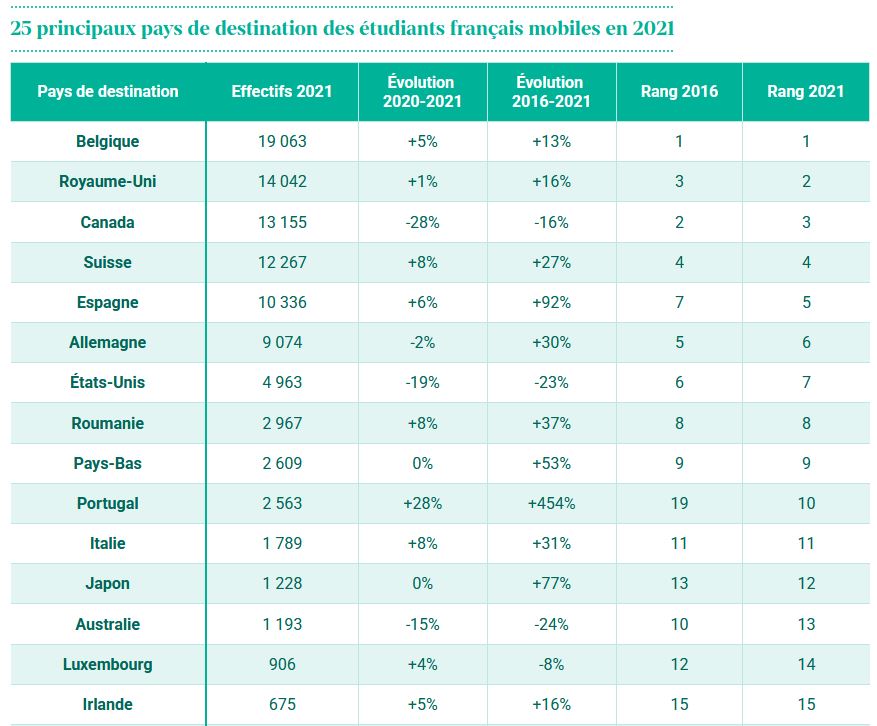 25 principaux pays de destination des étudiants français mobiles en 2021
Pays de destination Effectifs 2021 Évolution 2020-2021 Évolution 2016-2021 Rang 2016 Rang 2021
Belgique 19 063 +5% +13% 1 1
Royaume-Uni 14 042 +1% +16% 3 2
Canada 13 155 -28% -16% 2 3
Suisse 12 267 +8% +27% 4 4
Espagne 10 336 +6% +92% 7 5
Allemagne 9 074 -2% +30% 5 6
États-Unis 4 963 -19% -23% 6 7
Roumanie 2 967 +8% +37% 8 8
Pays-Bas 2 609 0% +53% 9 9
Portugal 2 563 +28% +454% 19 10
Italie 1 789 +8% +31% 11 11
Japon 1 228 0% +77% 13 12
Australie 1 193 -15% -24% 10 13
Luxembourg 906 +4% -8% 12 14
Irlande 675 +5% +16% 15 15